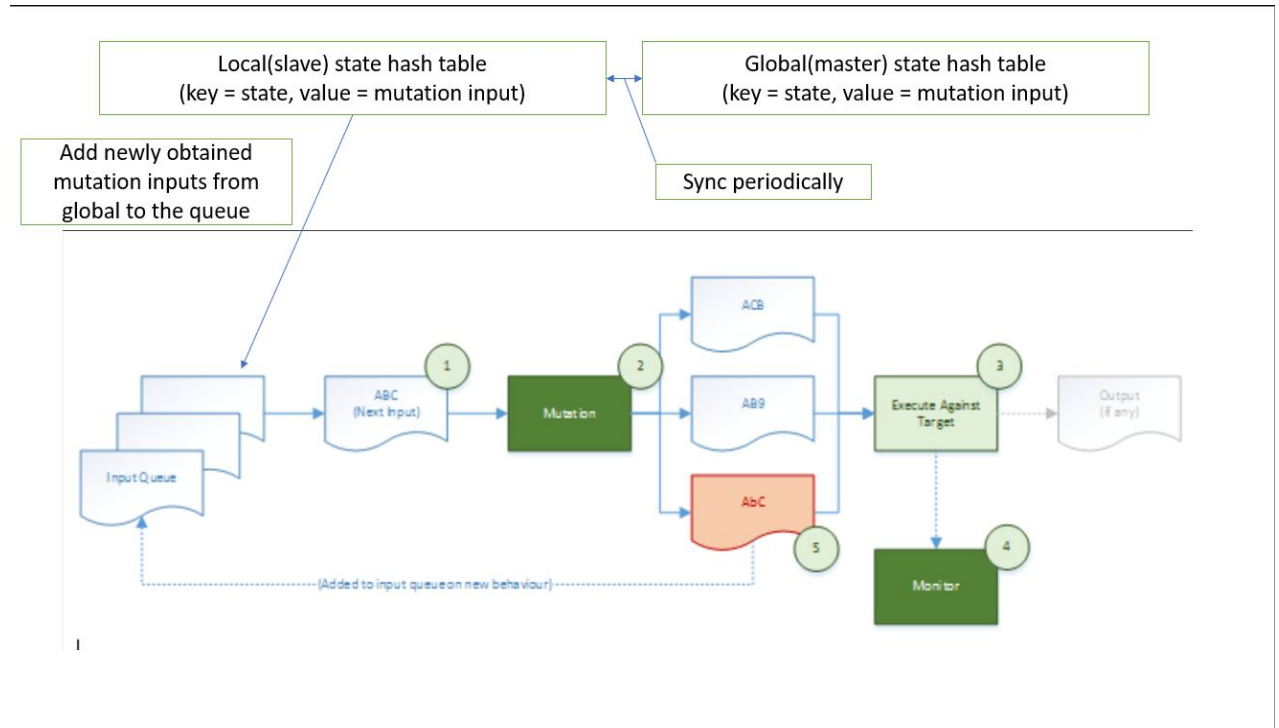 Local(slave) state hash table
(key = state, value = mutation input)
Global(master) state hash table
(key = state, value = mutation input)
Add newly obtained
mutation inputs from
global to the queue
Sync periodically
ACB
1
2
3
ABC
(Next Input)
Mutation
AB9
Execute Against
Target
Output
(if any)
Input Queue
AbC
5
4
(Added to input queue on new behaviour)
Monitor